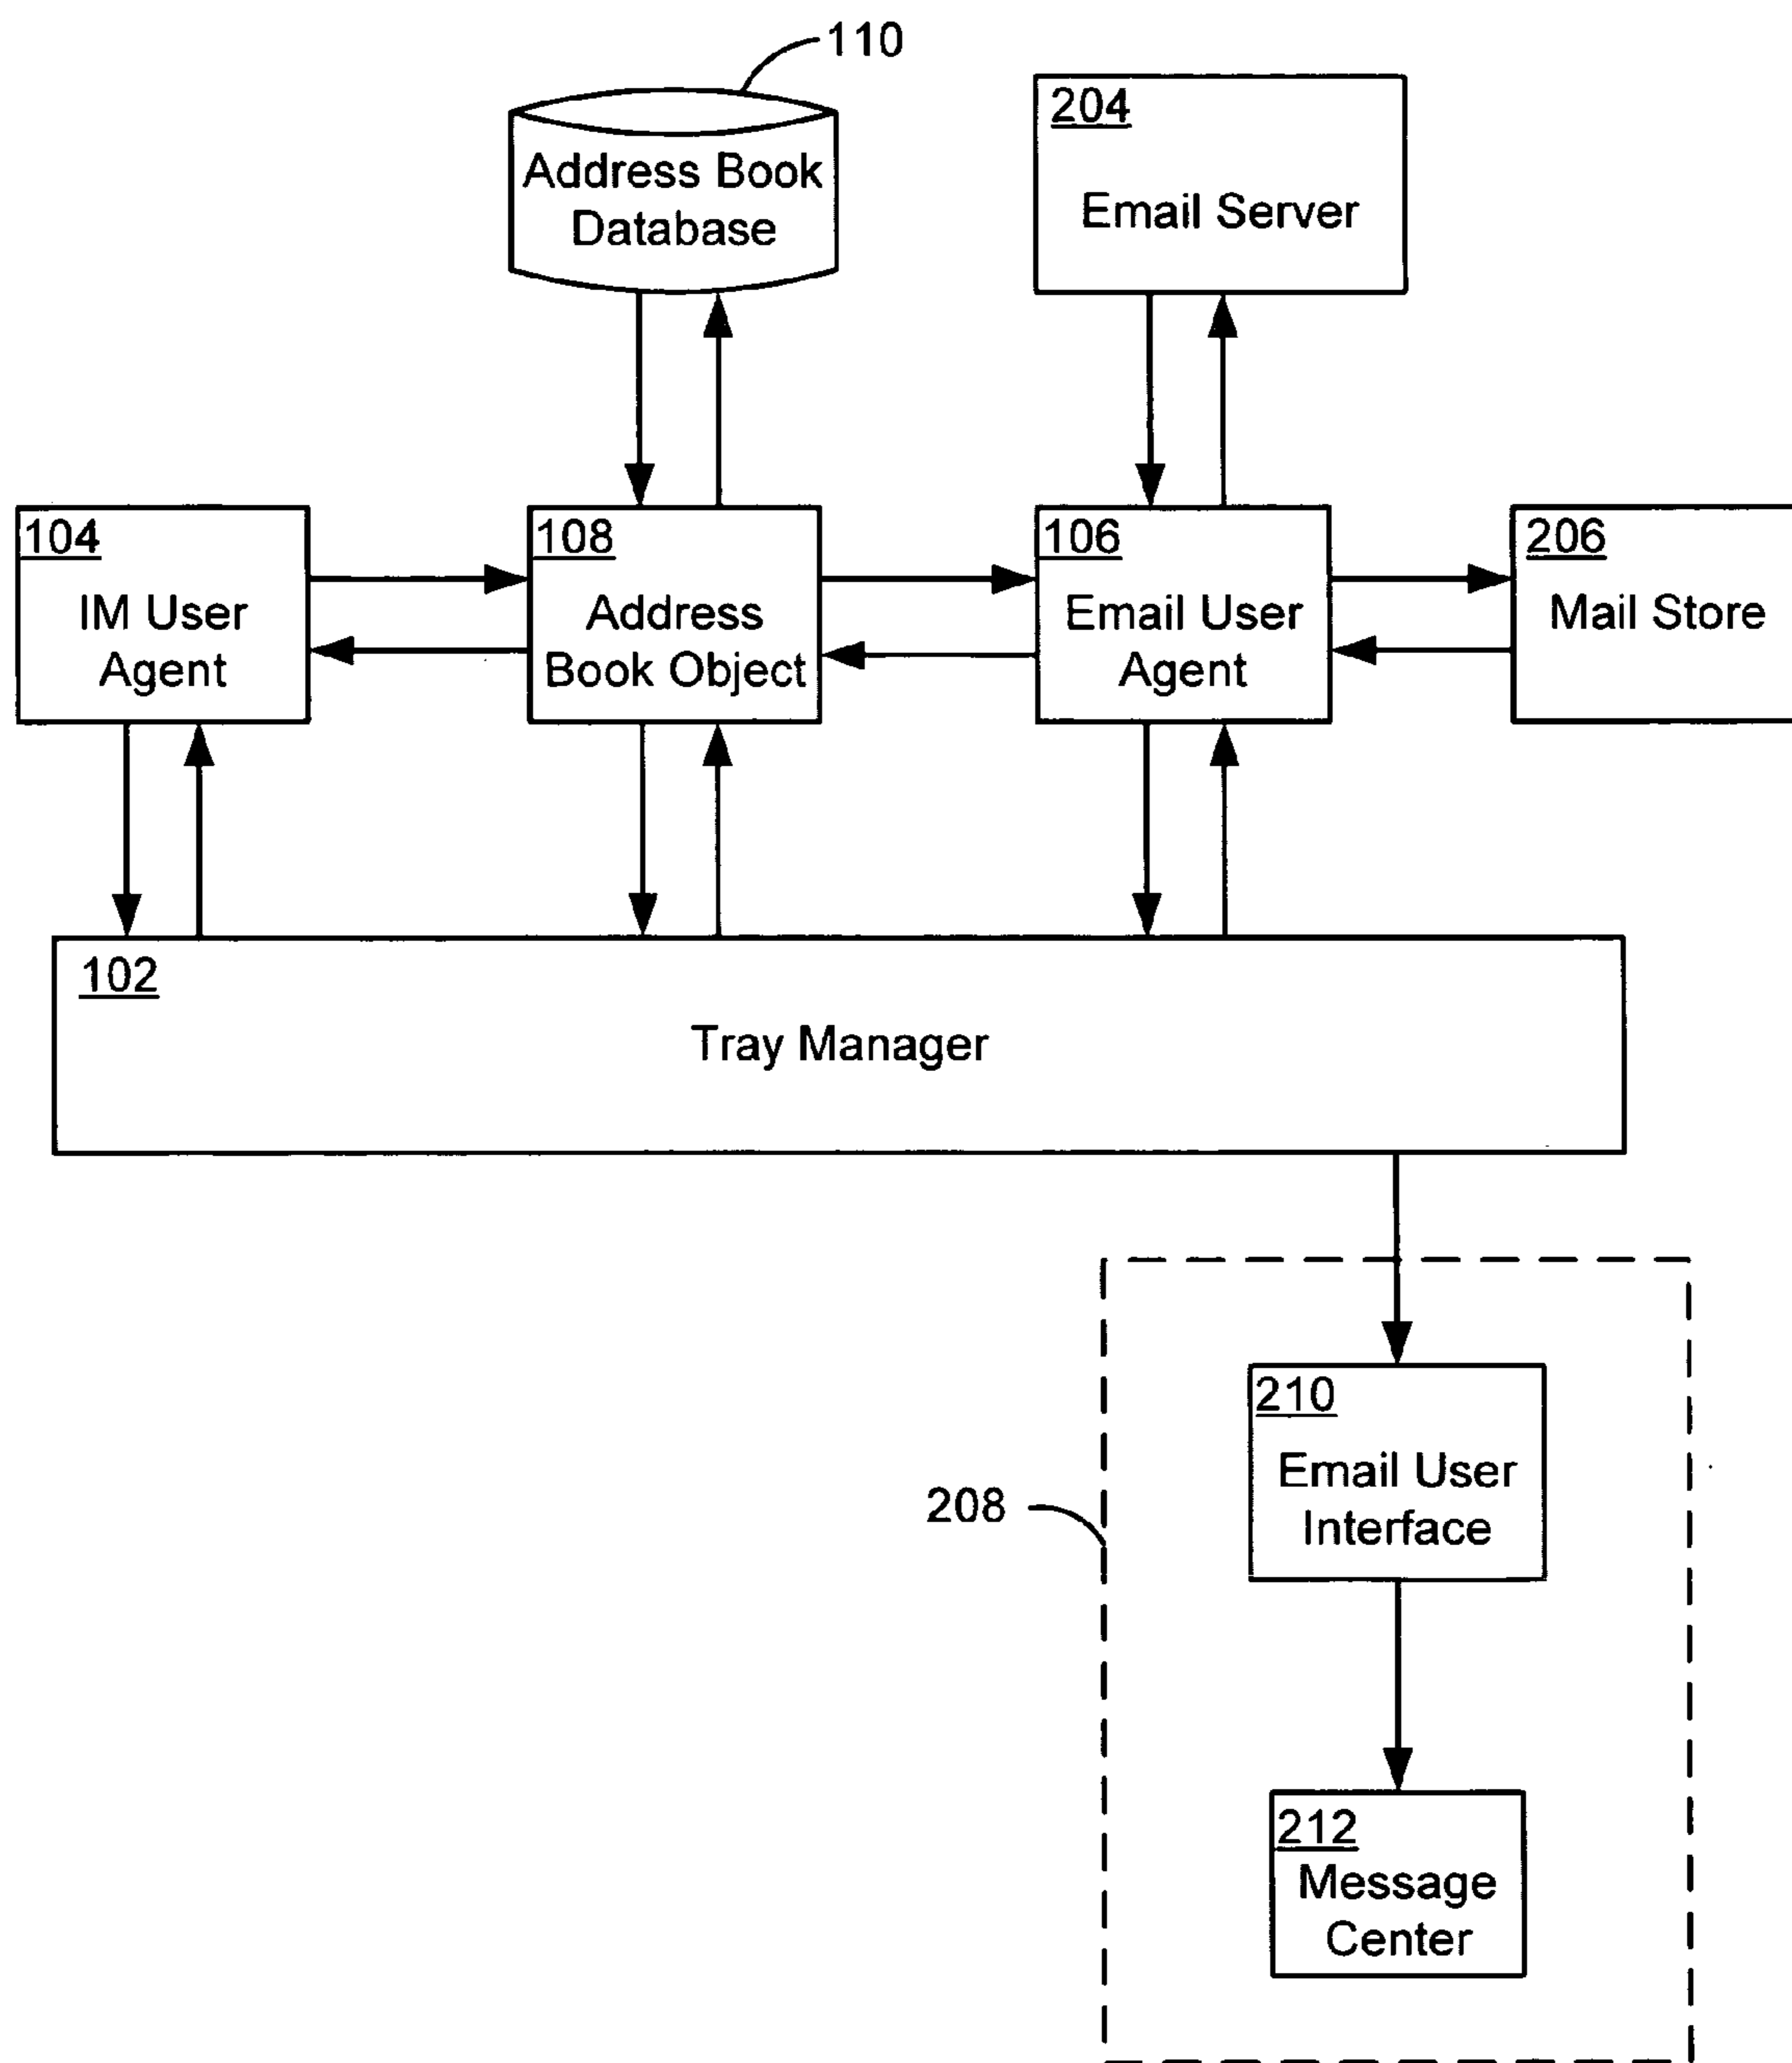 110
Address Book
Database
204
Email Server
104
IM User
Agent
108
Address
Book Object
106
Email User
Agent
206
Mail Store
102
Tray Manager
208
210
Email User
Interface
212
Message
Center